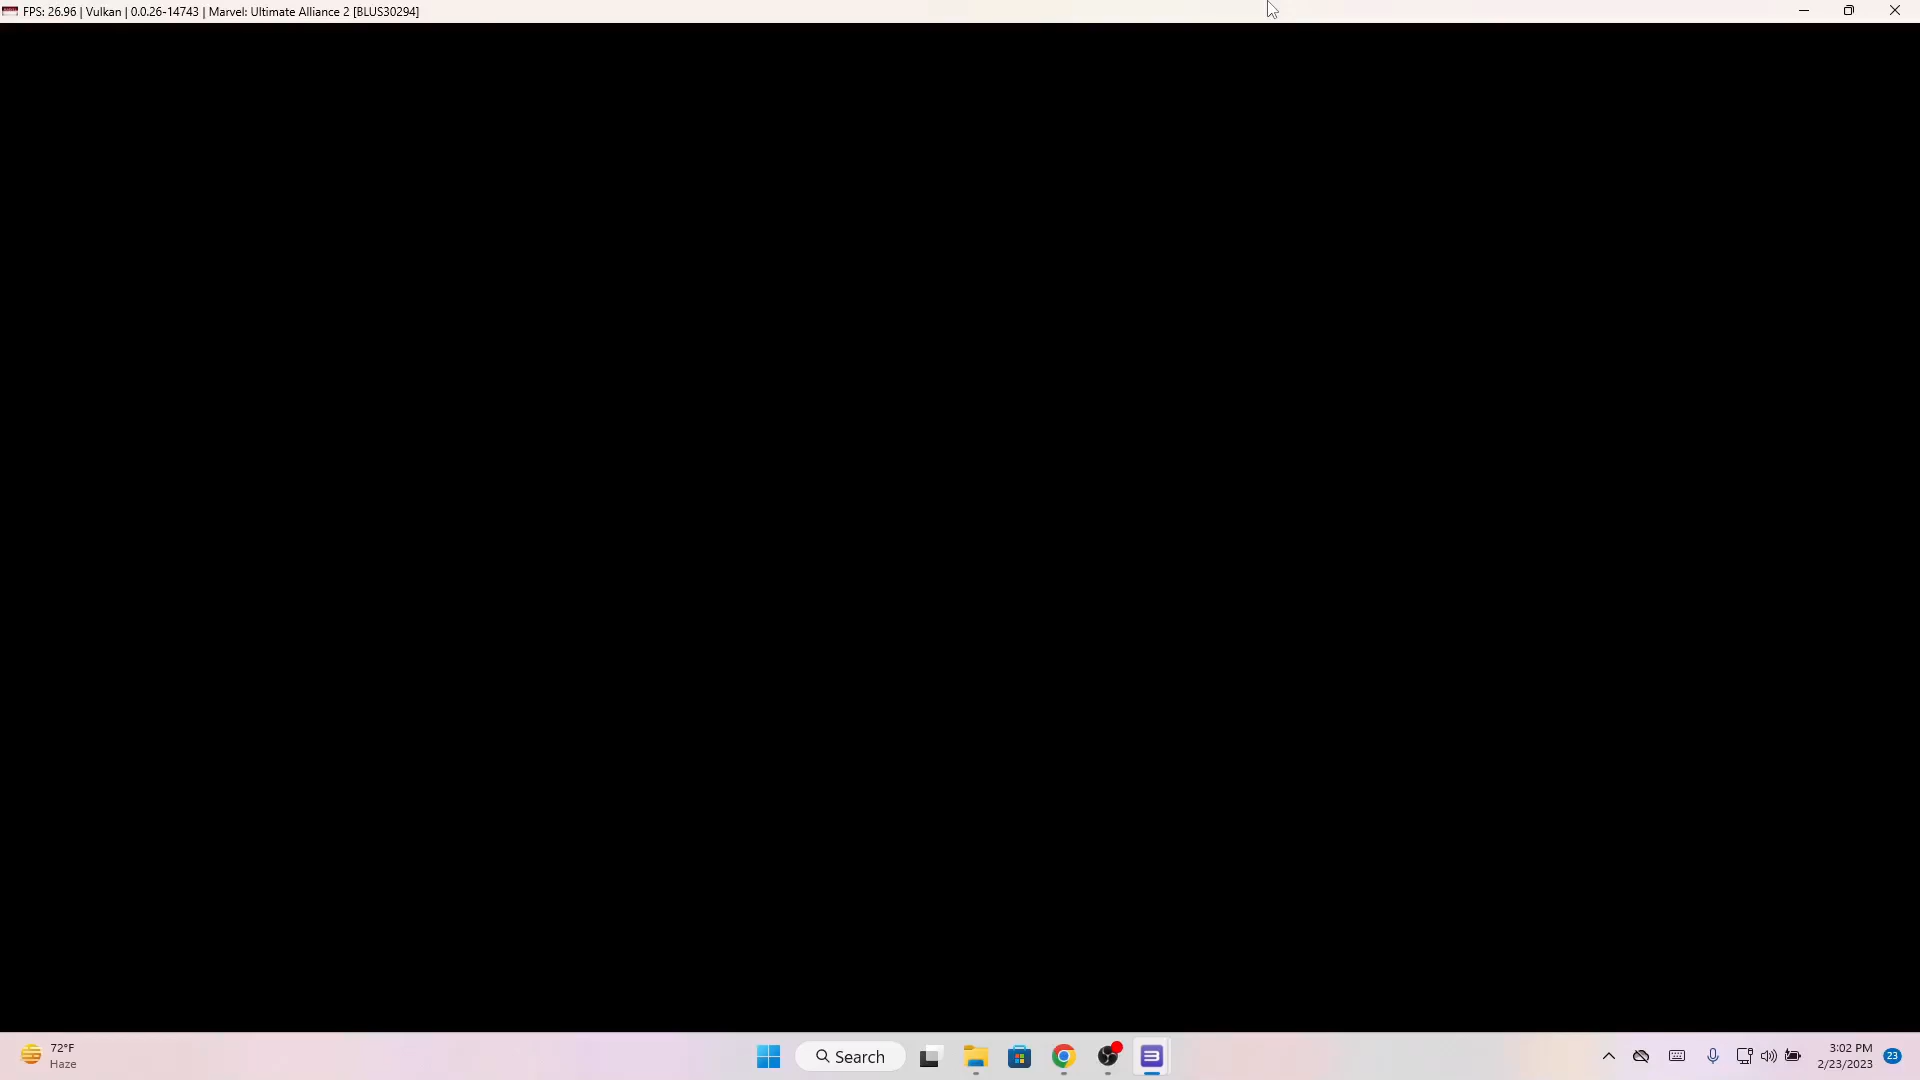 FPS: 26.96 | Vulkan | 0.0.26-14743 | Marvel: Ultimate Alliance 2 [BLUS30294]
72°F
Haze
Search
3:02 PM
2/23/2023
23